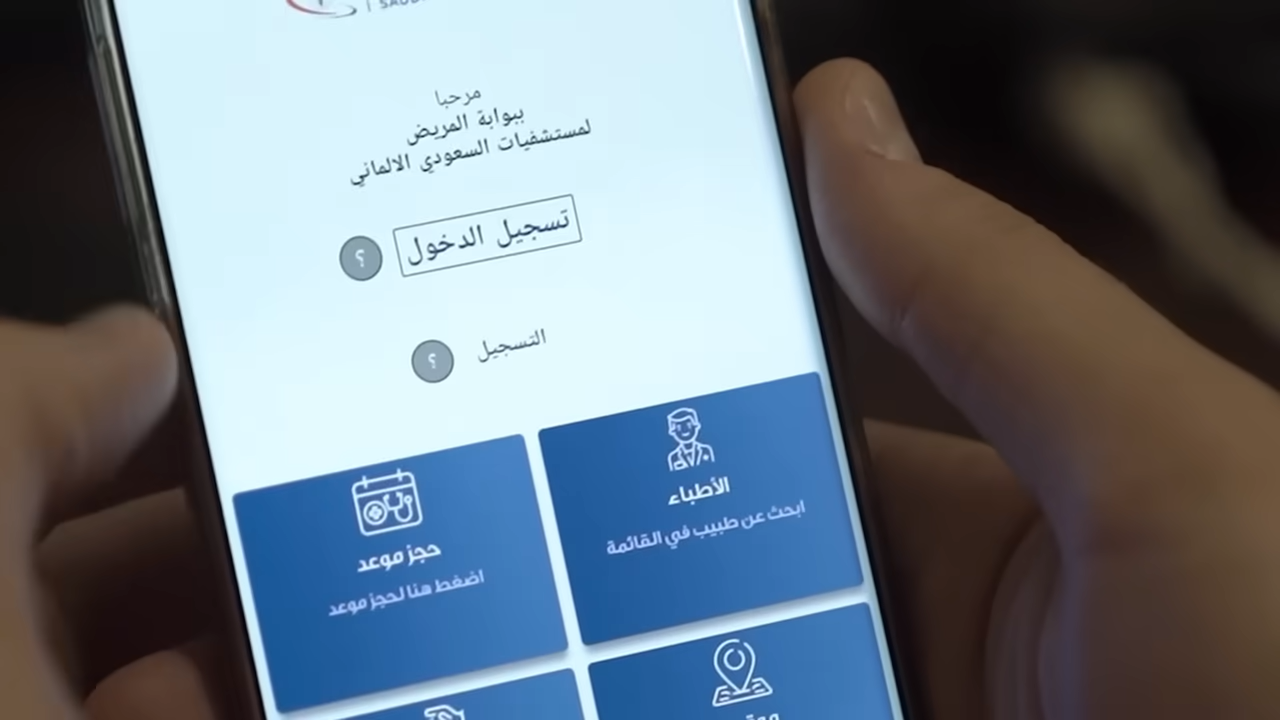 مرحبا
ببوابة المريض
لمستشفيات السعودي الالماني
تسجيل الدخول
؟
التسجيل
؟
الأطباء
ابحث عن طبيب في القائمة
حجز موعد
اضغط هنا لحجز موعد